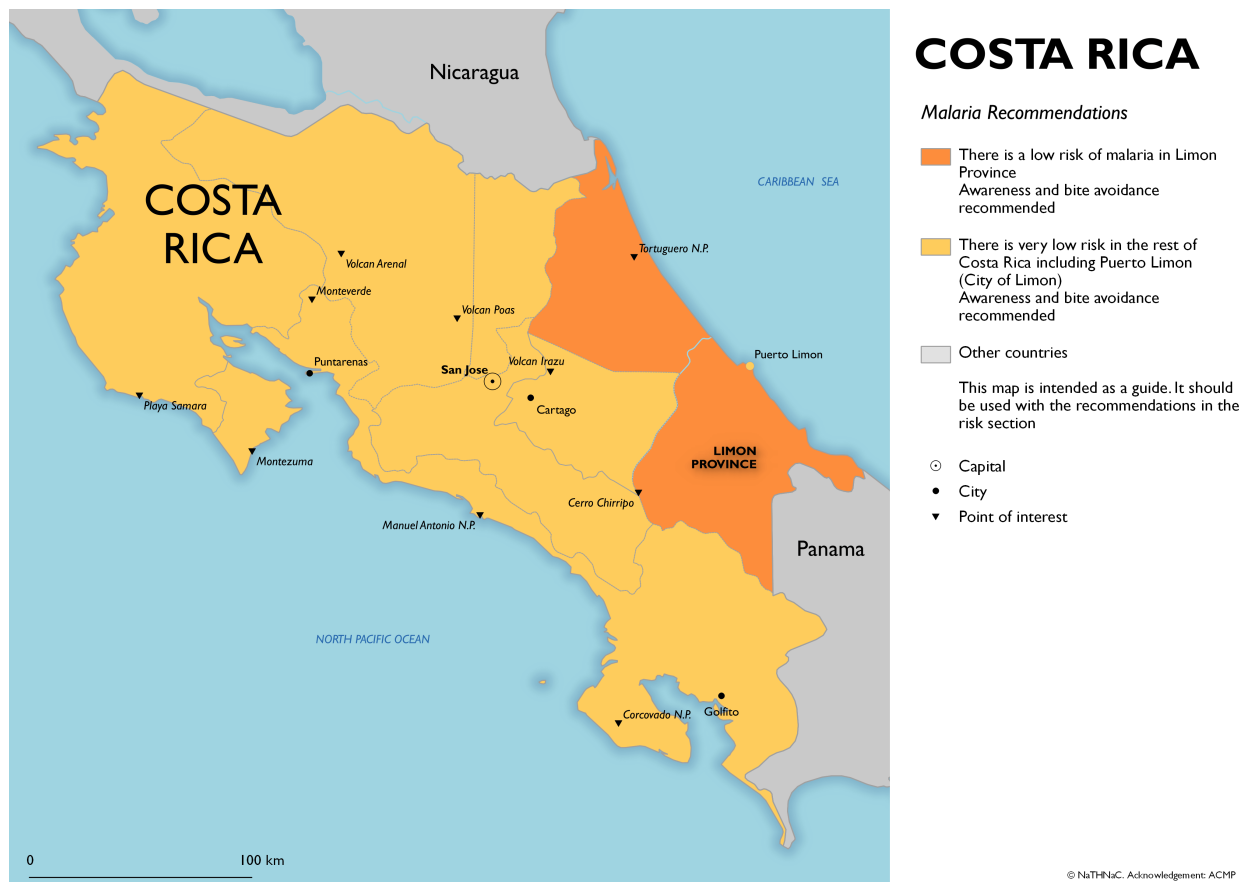 COSTA RICA
Malaria Recommendations
There is a low risk of malaria in Limon
Province
Awareness and bite avoidance
recommended
There is very low risk in the rest of
Costa Rica including Puerto Limon
(City of Limon)
Awareness and bite avoidance
recommended
Other countries
This map is intended as a guide. It should
be used with the recommendations in the
risk section
Capital
City
Point of interest
Nicaragua
CARIBBEAN SEA
COSTA
RICA
Tortuguero N.P.
Volcan Arenal
Monteverde
Volcan Poas
Puntarenas
Volcan Irazu
San Jose
Puerto Limon
Playa Samara
Cartago
Montezuma
LIMON
PROVINCE
Cerro Chirripo
Manuel Antonio N.P.
Panama
NORTH PACIFIC OCEAN
Corcovado N.P.
Golfito
0
100 km
© NaTHNaC. Acknowledgement: ACMP